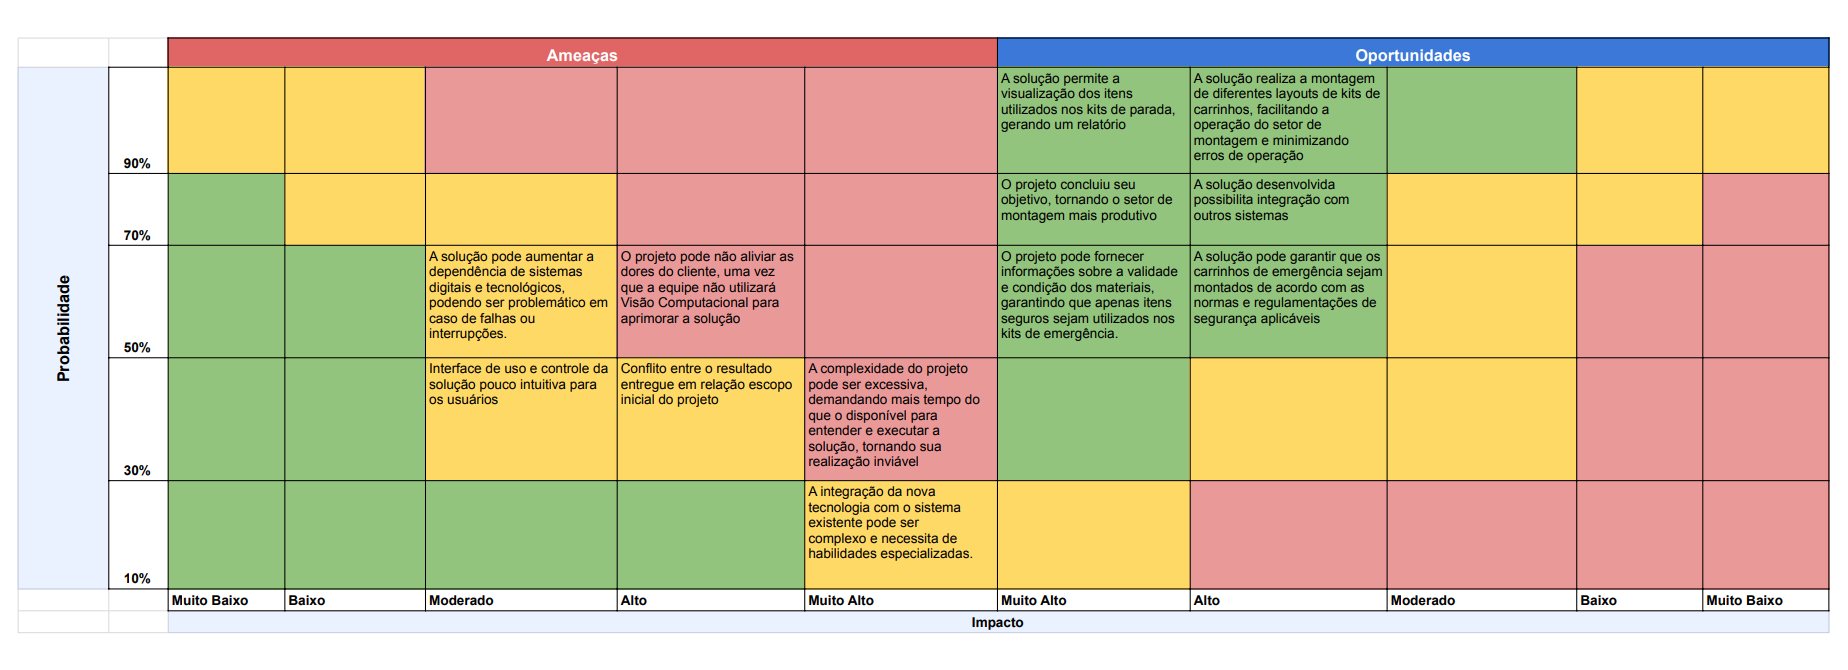 Ameaças
Oportunidades
Probabilidade
90%
A solução permite a
visualização dos itens
utilizados nos kits de parada,
gerando um relatório
A solução realiza a montagem
de diferentes layouts de kits de
carrinhos, facilitando a
operação do setor de
montagem e minimizando
erros de operação
70%
O projeto concluiu seu
objetivo, tornando o setor de
montagem mais produtivo
A solução desenvolvida
possibilita integração com
outros sistemas
50%
A solução pode aumentar a
dependência de sistemas
digitais e tecnológicos,
podendo ser problemático em
caso de falhas ou
interrupções.
O projeto pode não aliviar as
dores do cliente, uma vez
que a equipe não utilizará
Visão Computacional para
aprimorar a solução
O projeto pode fornecer
informações sobre a validade
e condição dos materiais,
garantindo que apenas itens
seguros sejam utilizados nos
kits de emergência.
A solução pode garantir que os
carrinhos de emergência sejam
montados de acordo com as
normas e regulamentações de
segurança aplicáveis
30%
Interface de uso e controle da
solução pouco intuitiva para
os usuários
Conflito entre o resultado
entregue em relação escopo
inicial do projeto
A complexidade do projeto
pode ser excessiva,
demandando mais tempo do
que o disponível para
entender e executar a
solução, tornando sua
realização inviável
10%
A integração da nova
tecnologia com o sistema
existente pode ser
complexo e necessita de
habilidades especializadas.
Muito Baixo
Baixo
Moderado
Alto
Muito Alto
Muito Alto
Alto
Moderado
Baixo
Muito Baixo
Impacto